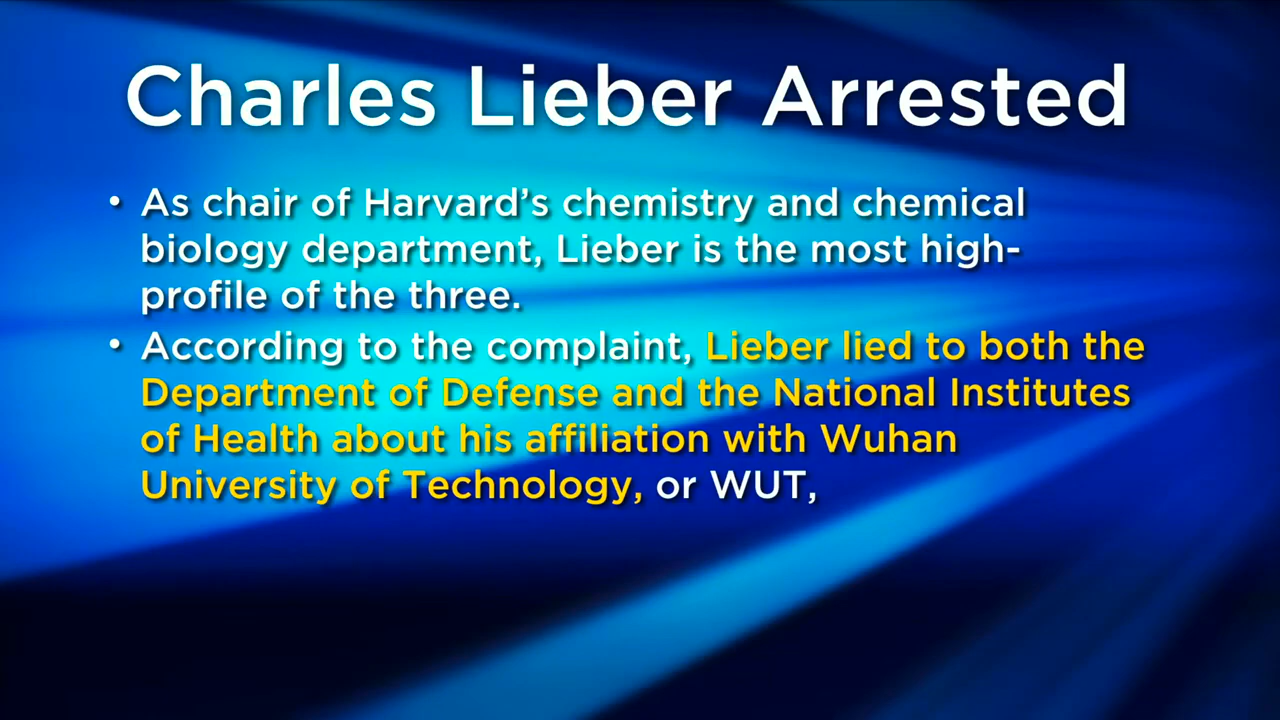 Charles Lieber Arrested
• As chair of Harvard’s chemistry and chemical
biology department, Lieber is the most high-
profile of the three.
• According to the complaint, Lieber lied to both the
Department of Defense and the National Institutes
of Health about his affiliation with Wuhan
University of Technology, or WUT,